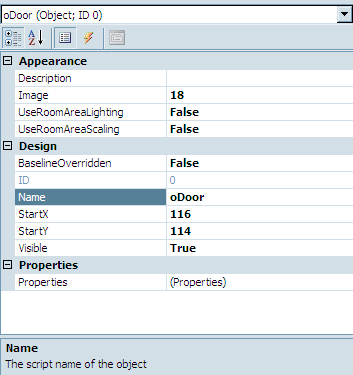 oDoor (Object; ID 0)
Appearance
Description
Image 18
UseRoomAreaLighting False
UseRoomAreaScaling False
Design
BaselineOverridden False
ID 0
Name oDoor
StartX 116
StartY 114
Visible True
Properties
Properties (Properties)
Name
The script name of the object